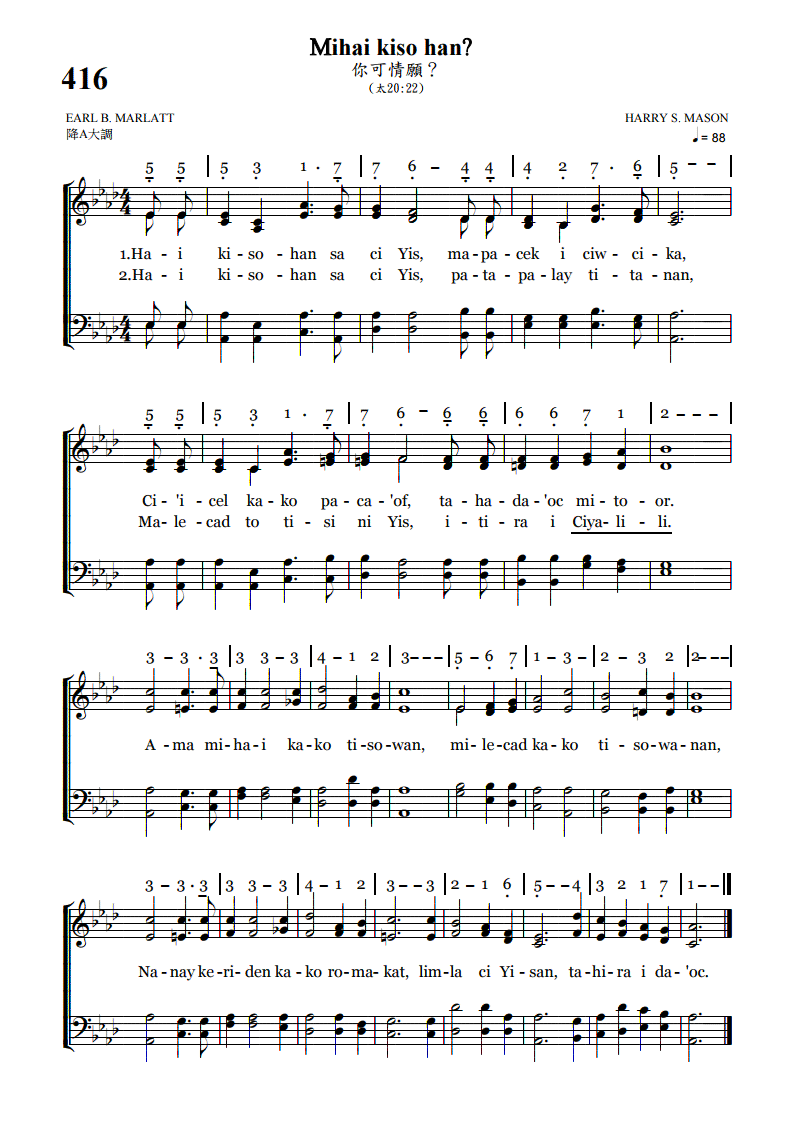 Mihai kiso han?
你可情願？
416
(太20:22)
EARL B. MARLATT
HARRY S. MASON
降A大調
♩= 88
5 5 | 5 3 1 · 7 | 7 6 – 4 4 | 4 2 7 · 6 | 5 – –
1.Ha - i ki - so - han sa ci Yis, ma - pa - cek i ciw - ci - ka,
2.Ha - i ki - so - han sa ci Yis, pa - ta - pa - lay ti - ta - nan,
5 5 | 5 3 1 · 7 | 7 6 – 6 6 | 6 6 7 1 | 2 – – –
Ci - 'i - cel ka - ko pa - ca - 'of, ta - ha - da - 'oc mi - to - or.
Ma - le - cad to ti - si ni Yis, i - ti - ra i Ciya - li - li.
3 – 3 · 3 | 3 3 – 3 | 4 – 1 2 | 3 – – – | 5 – 6 7 | 1 – 3 – | 2 – 3 2 | 2 – – –
A - ma mi - ha - i ka - ko ti - so - wan, mi - le - cad ka - ko ti - so - wa - nan,
3 – 3 · 3 | 3 3 – 3 | 4 – 1 2 | 3 – – 3 | 2 – 1 6 | 5 – – 4 | 3 2 1 7 | 1 – –
Na - nay ke - ri - den ka - ko ro - ma - kat, lim - la ci Yi - san, ta - hi - ra i da - 'oc.